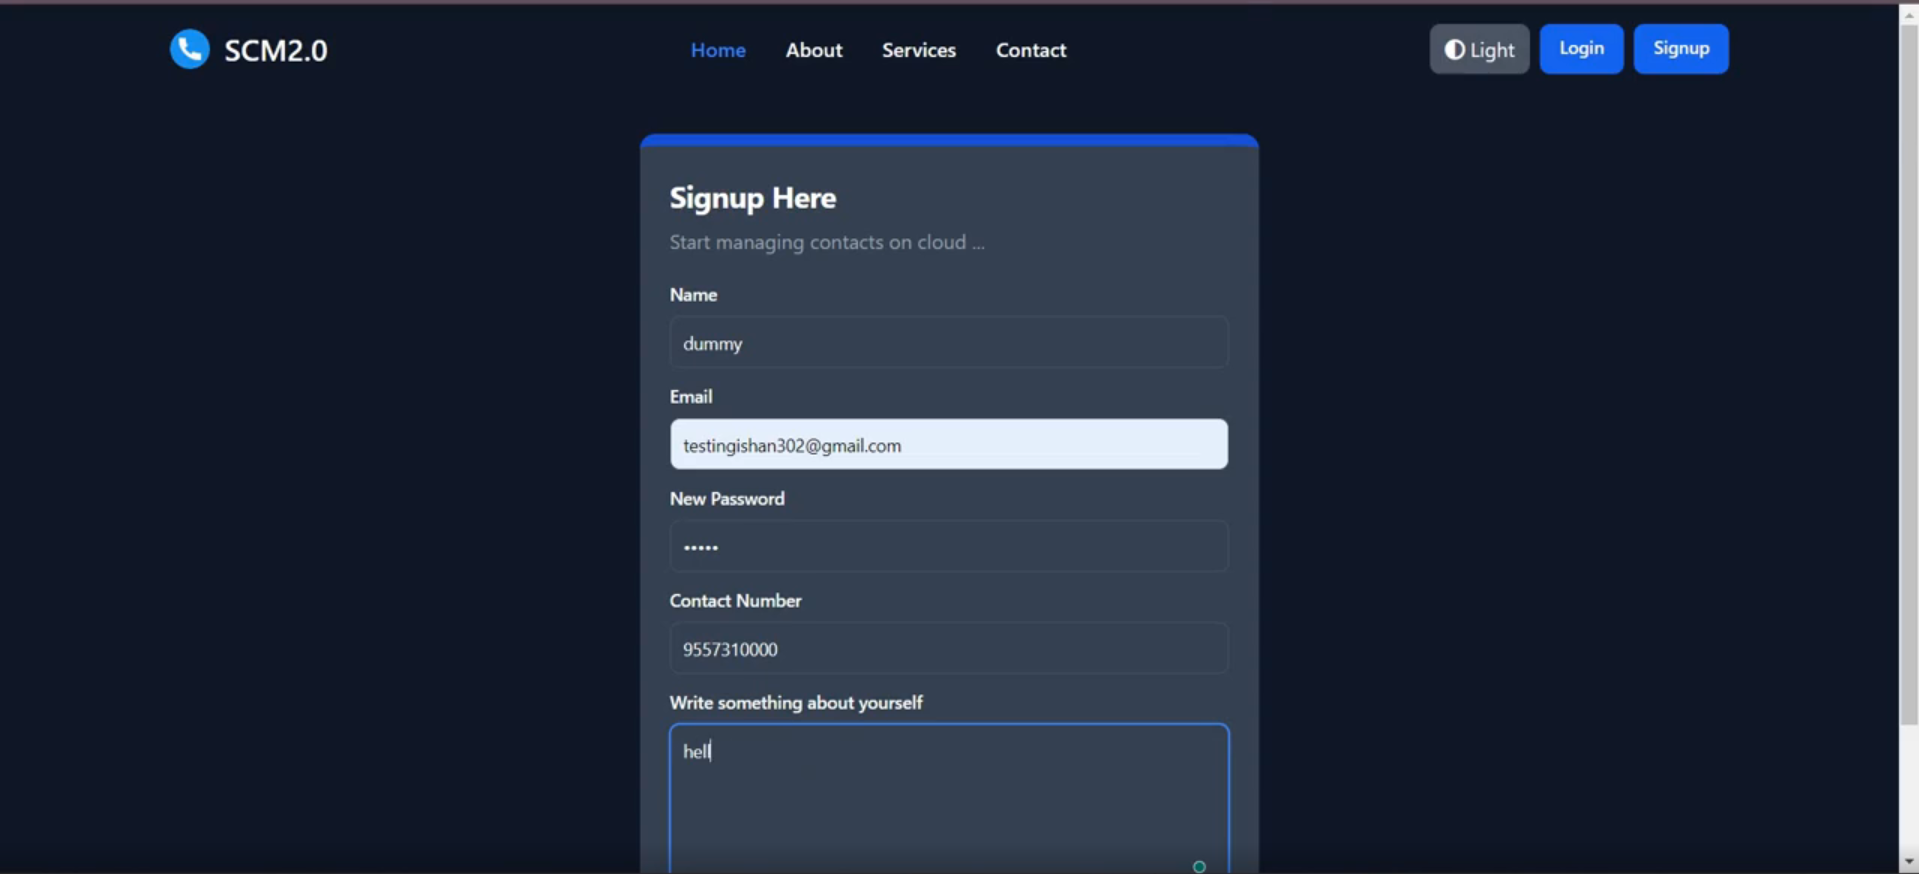 SCM2.0
Home About Services Contact
Light Login Signup
Signup Here
Start managing contacts on cloud ...
Name
dummy
Email
testingishan302@gmail.com
New Password
•••••
Contact Number
9557310000
Write something about yourself
hell